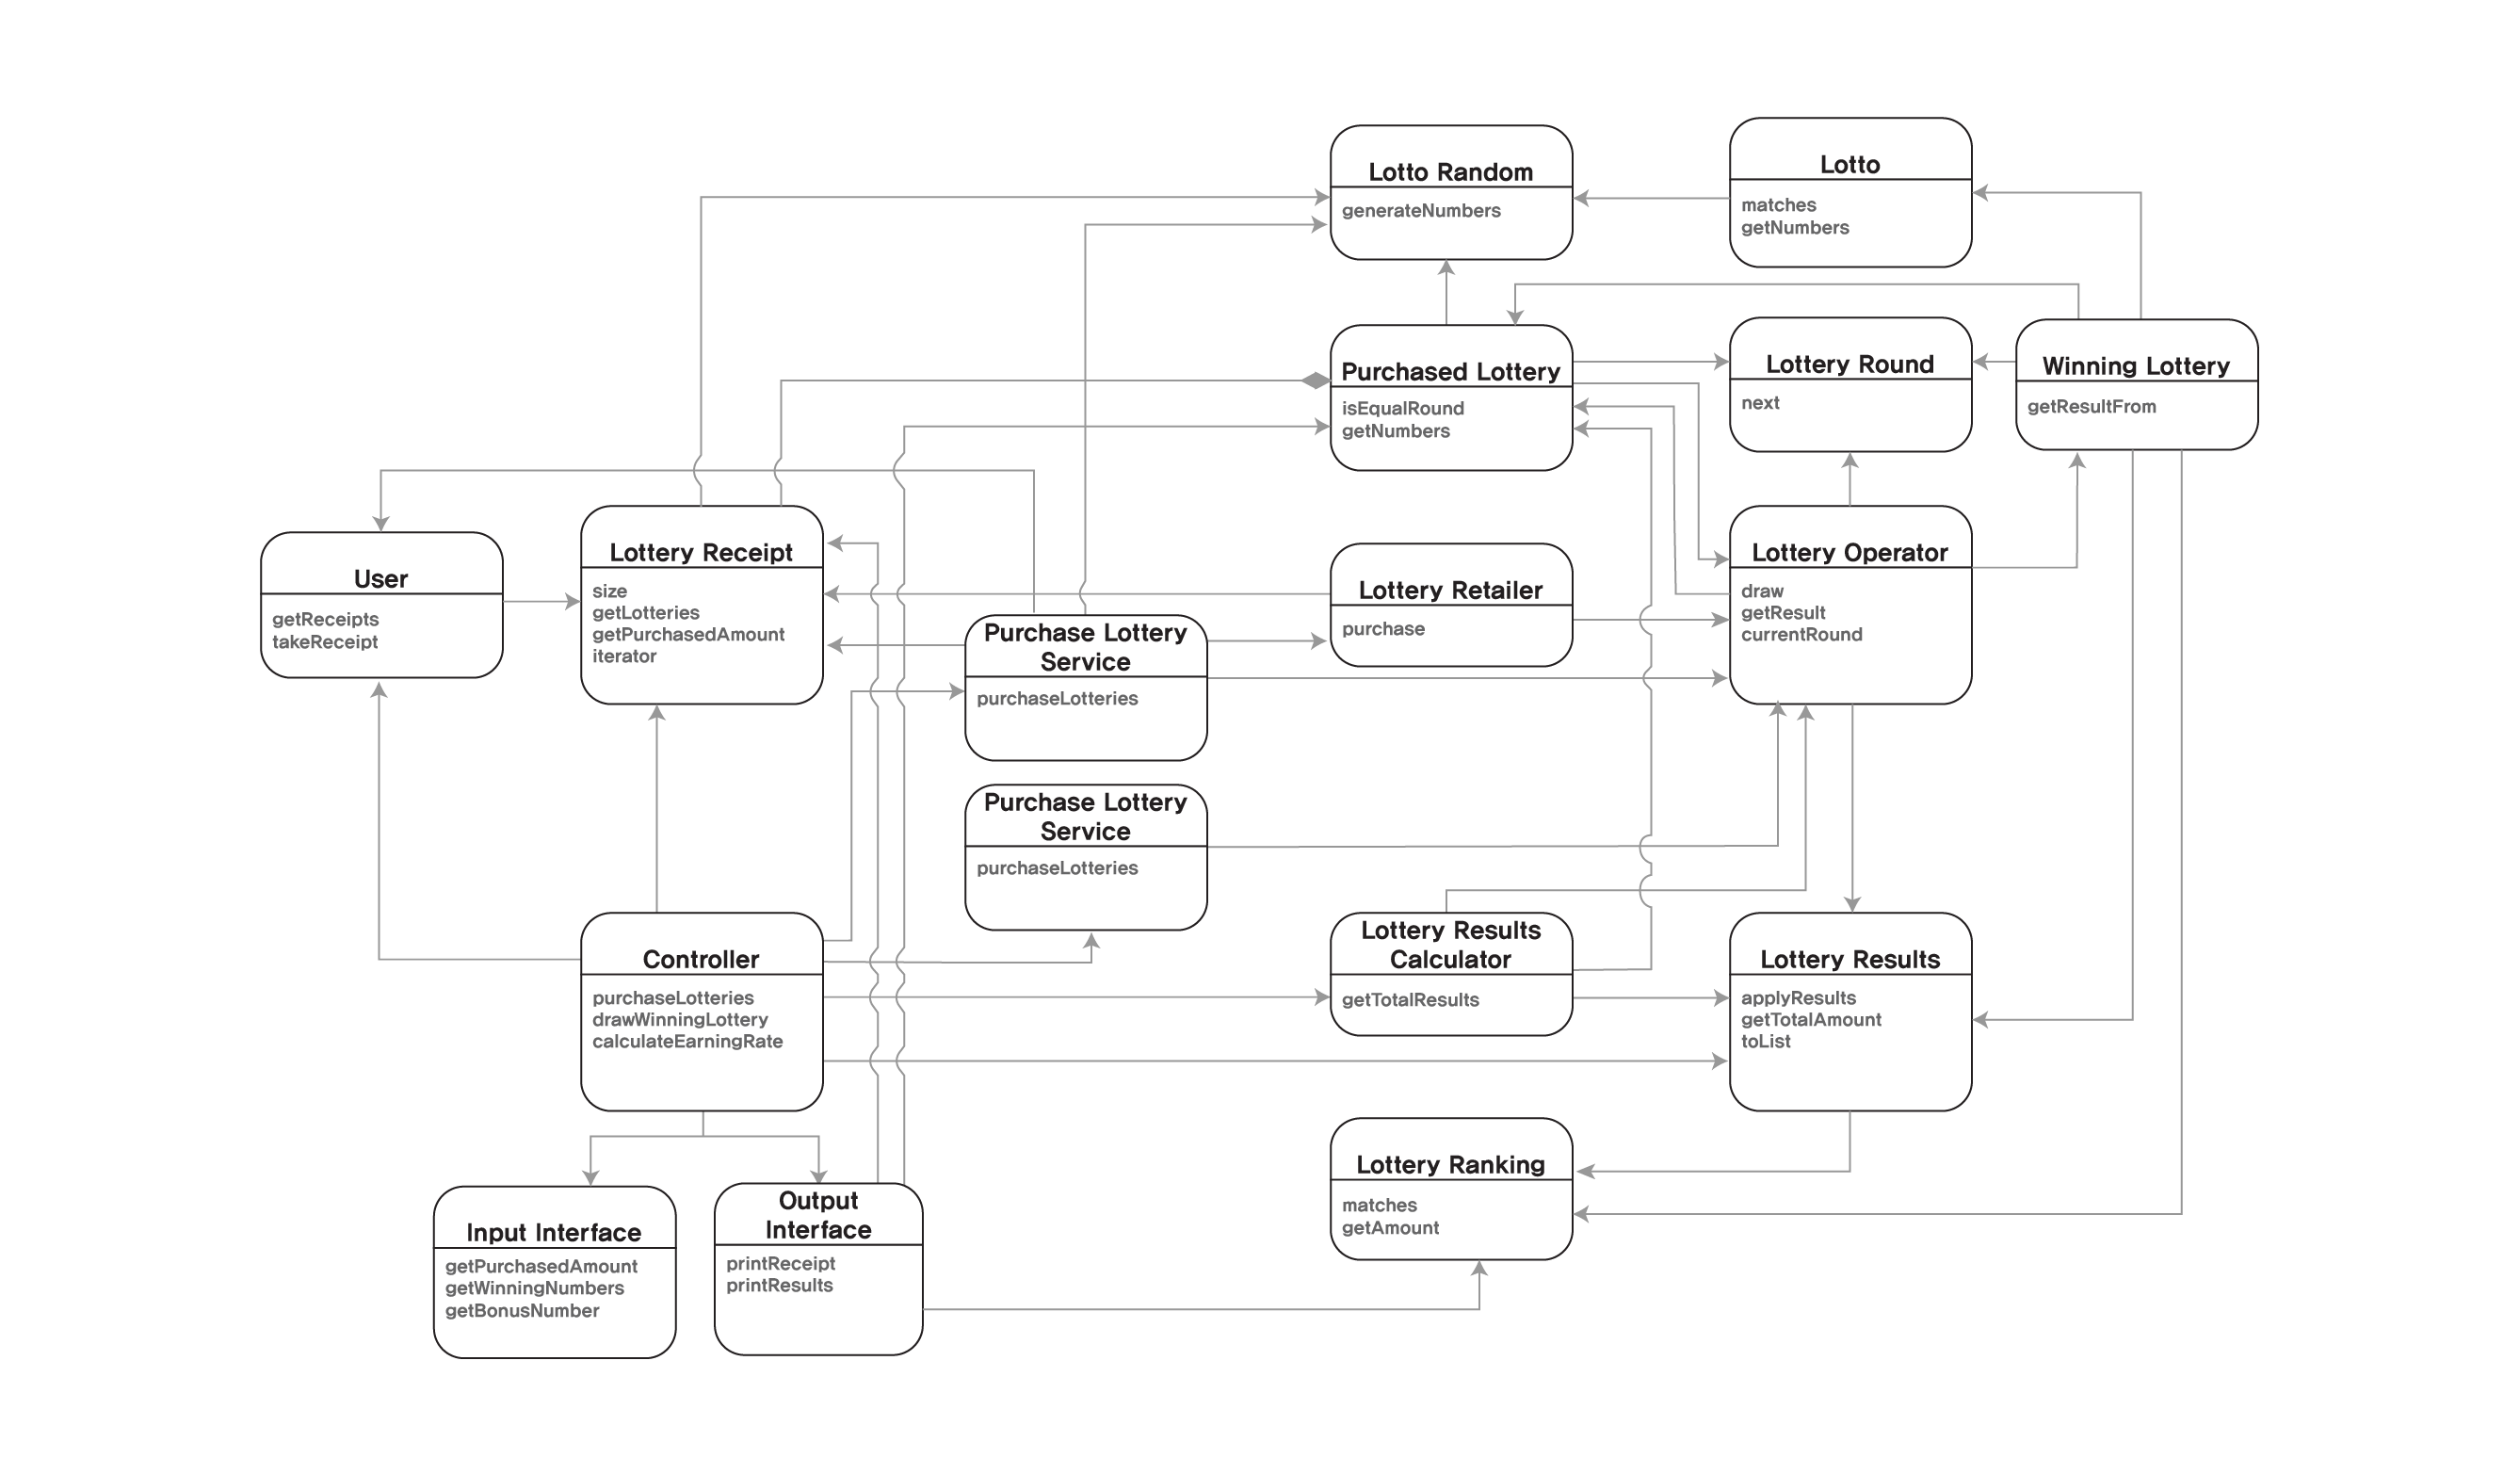 Lotto Random
generateNumbers
Lotto
matches
getNumbers
Purchased Lottery
isEqualRound
getNumbers
Lottery Round
next
Winning Lottery
getResultFrom
User
getReceipts
takeReceipt
Lottery Receipt
size
getLotteries
getPurchasedAmount
iterator
Purchase Lottery
Service
purchaseLotteries
Lottery Retailer
purchase
Lottery Operator
draw
getResult
currentRound
Purchase Lottery
Service
purchaseLotteries
Controller
purchaseLotteries
drawWinningLottery
calculateEarningRate
Lottery Results
Calculator
getTotalResults
Lottery Results
applyResults
getTotalAmount
toList
Input Interface
getPurchasedAmount
getWinningNumbers
getBonusNumber
Output
Interface
printReceipt
printResults
Lottery Ranking
matches
getAmount